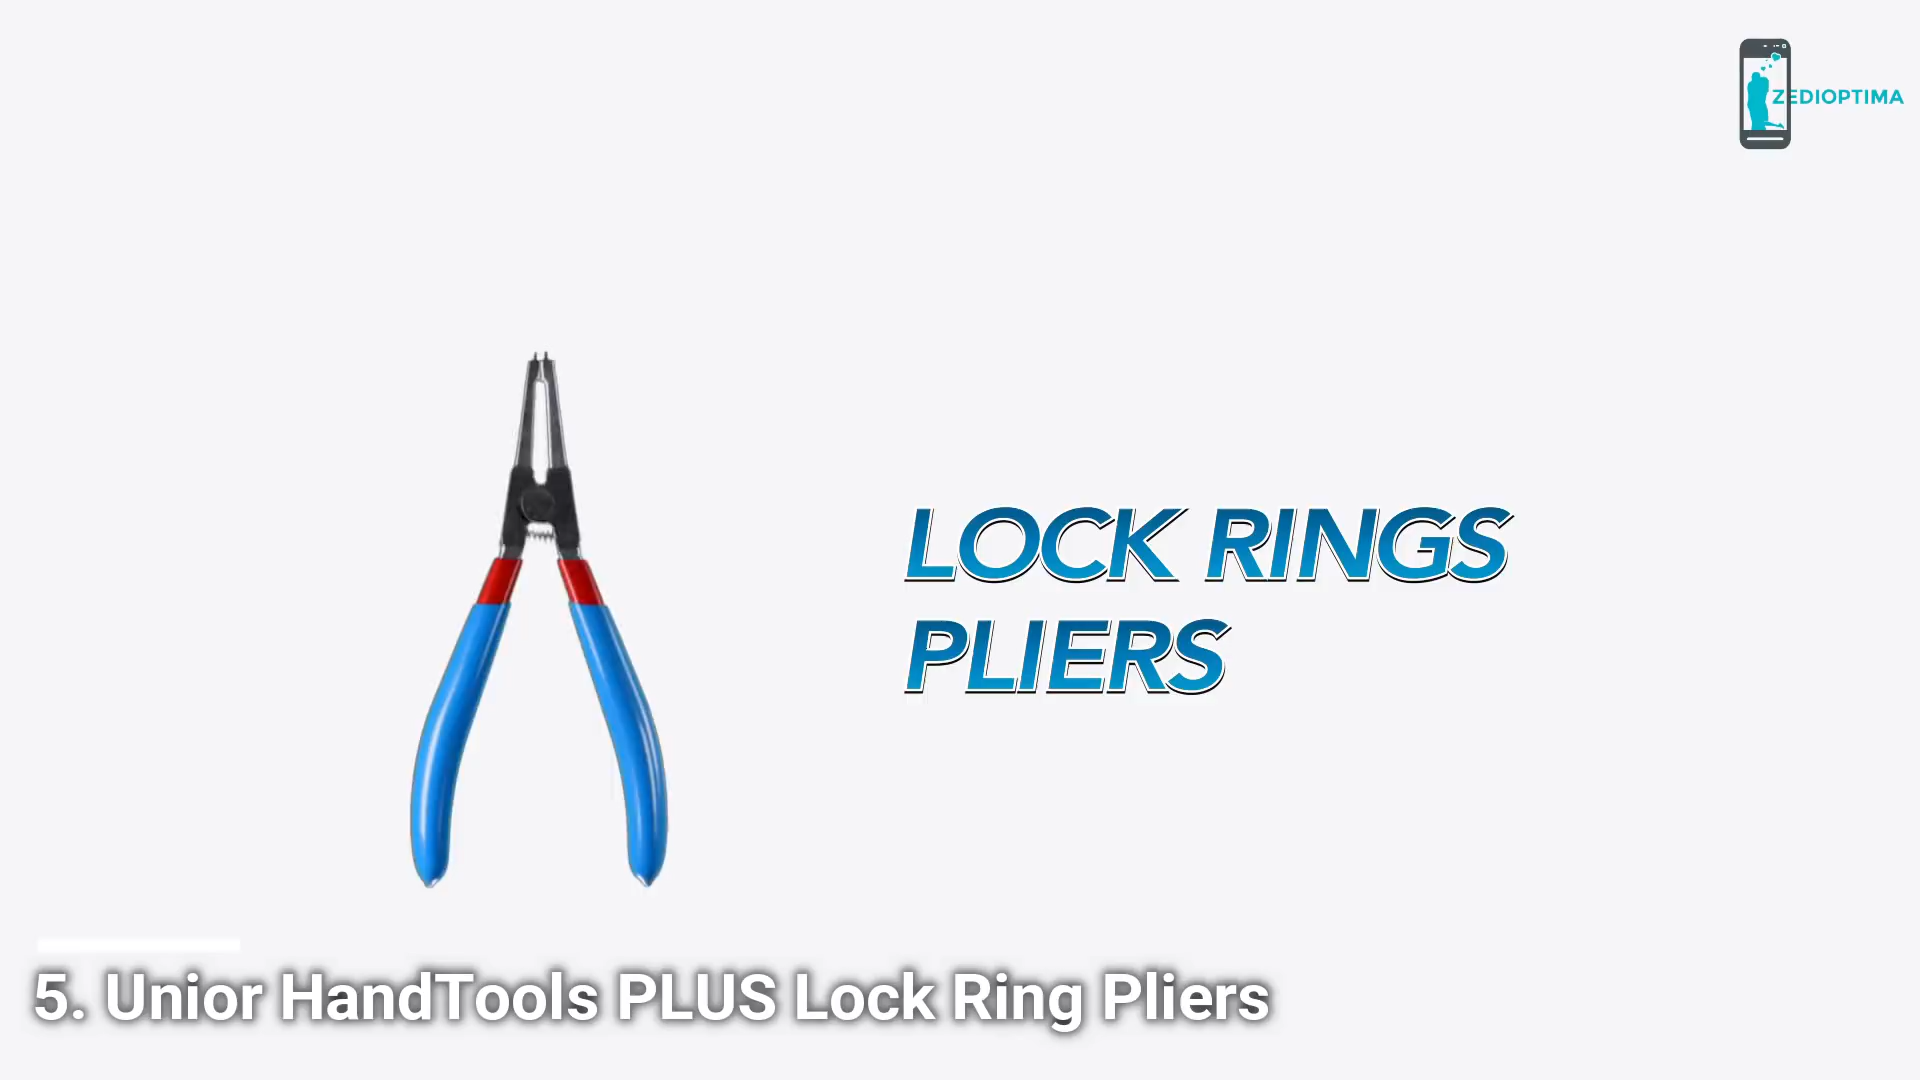 ZEDIOPTIMA
LOCK RINGS
PLIERS
5. Unior HandTools PLUS Lock Ring Pliers